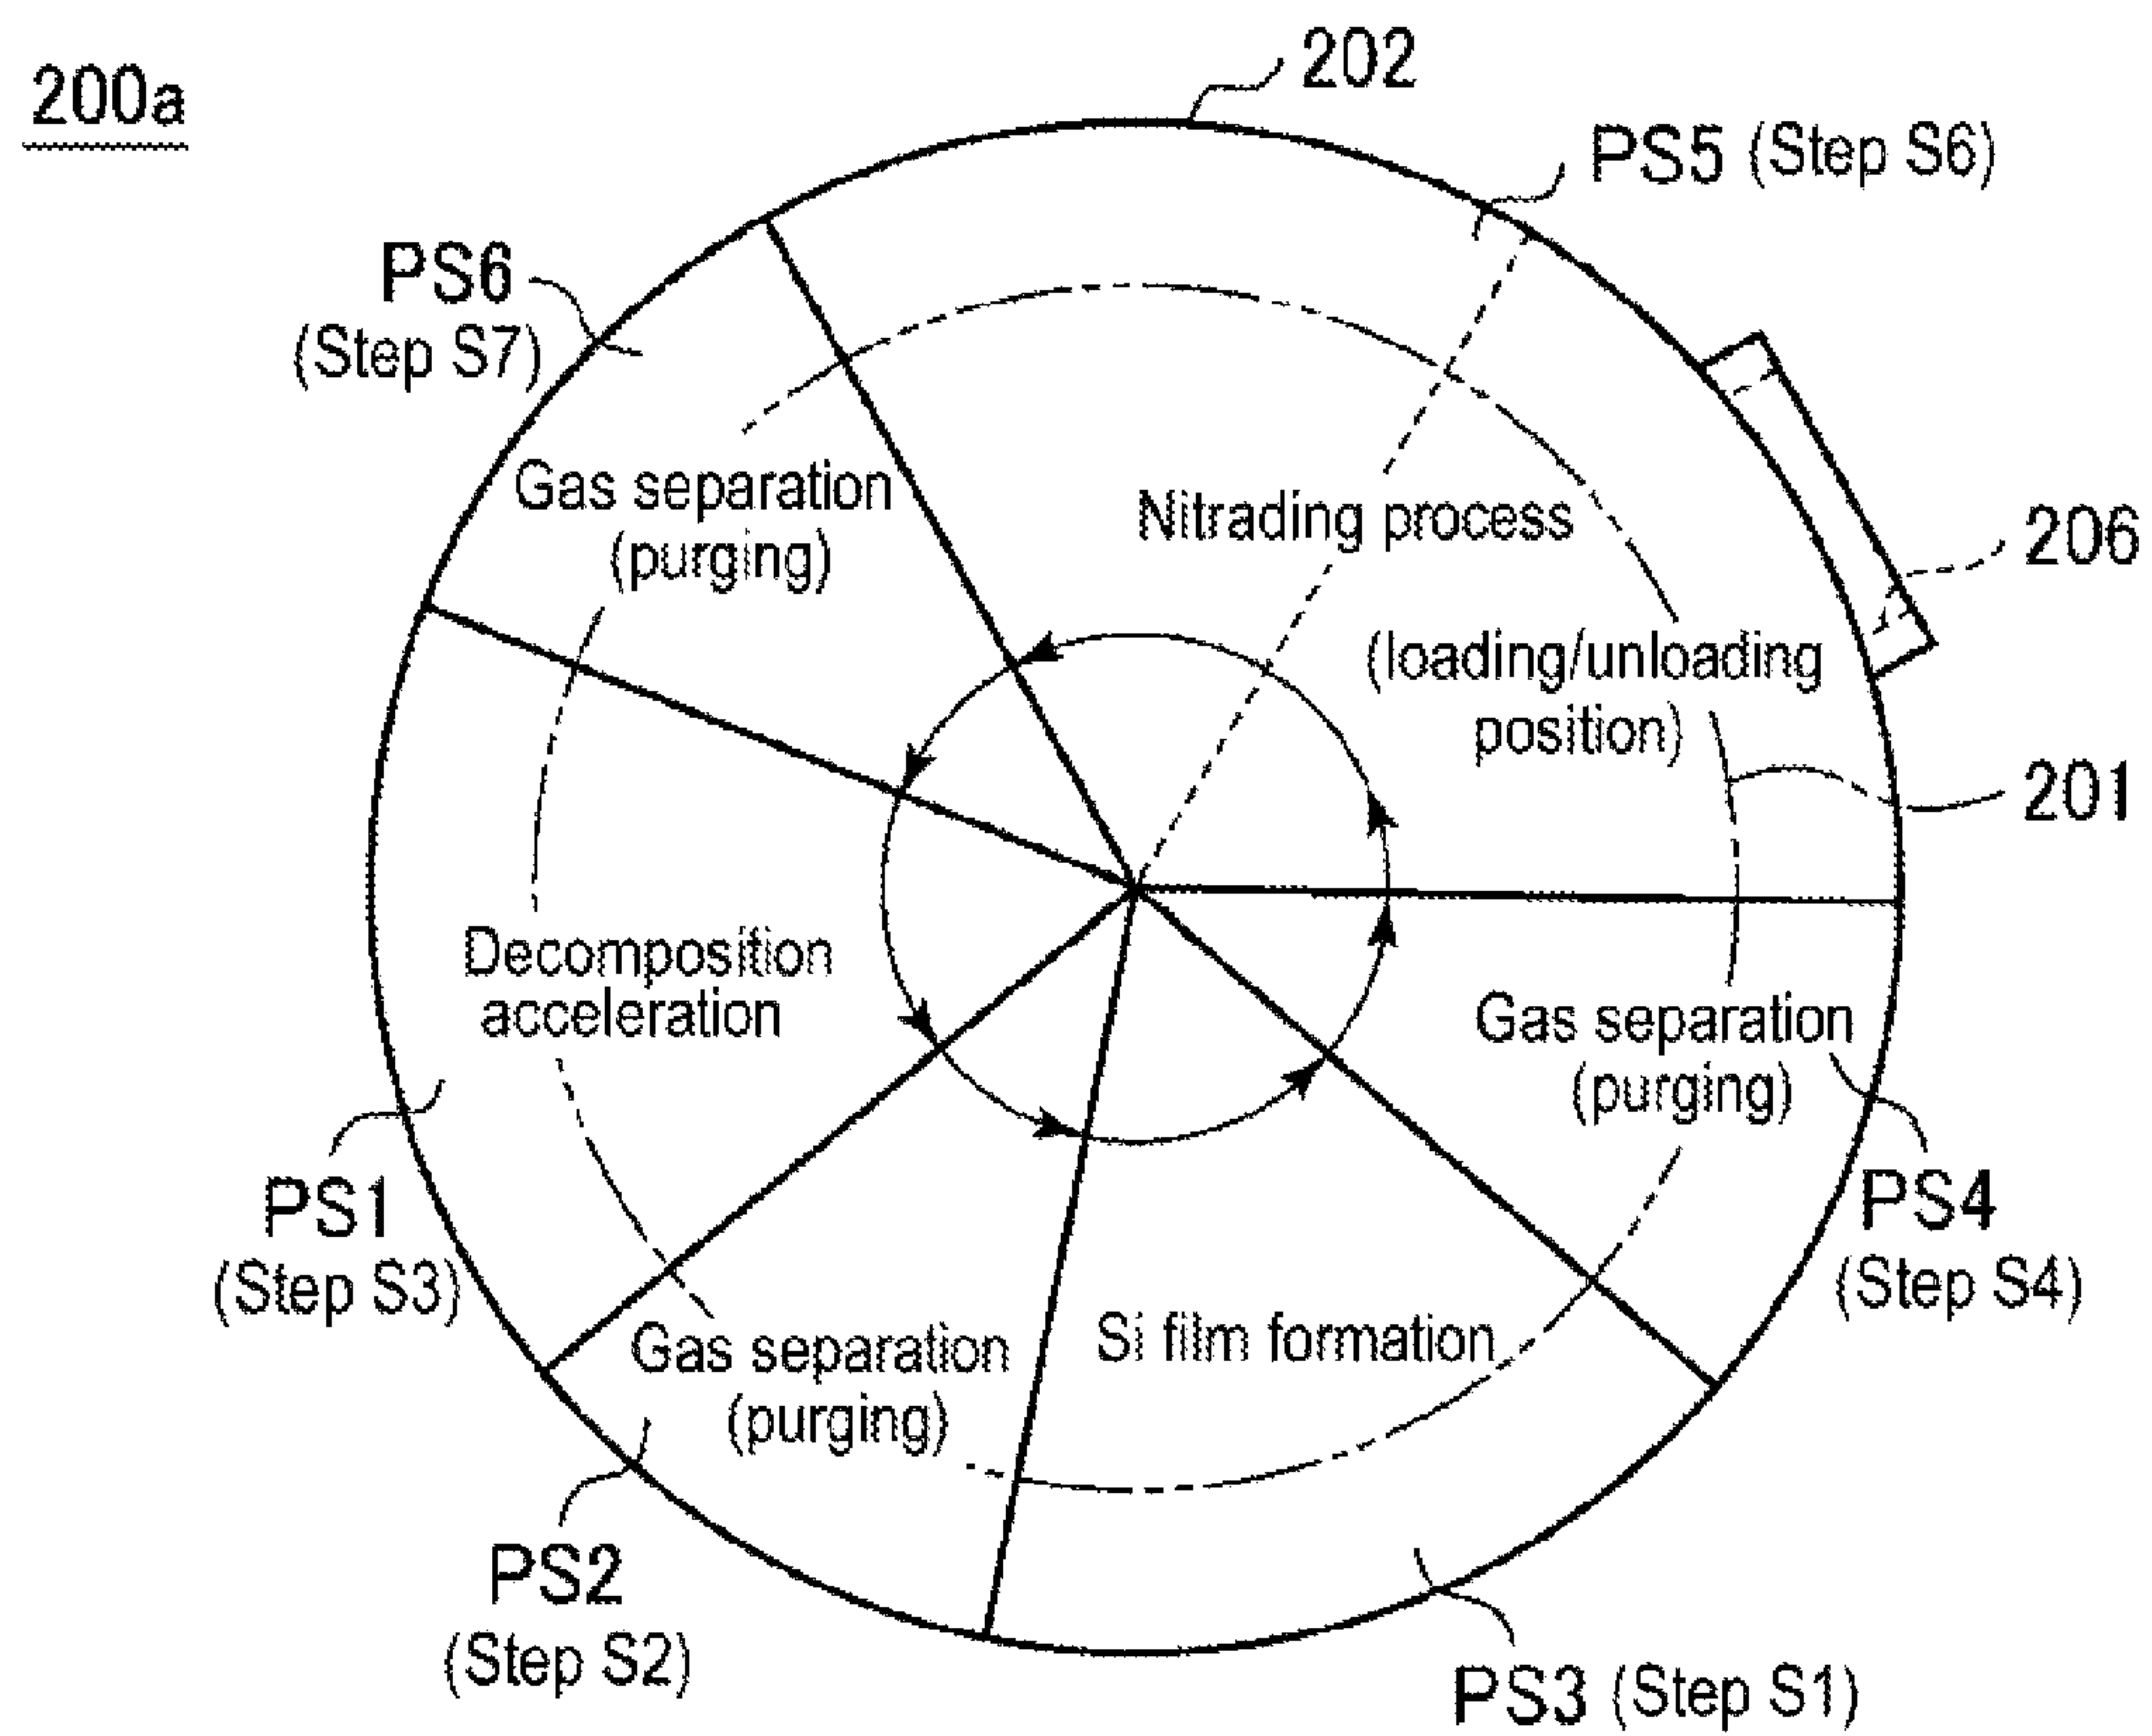 200a
202
PS5 (Step S6)
PS6
(Step S7)
Gas separation
(purging)
Nitrading process
206
(loading/unloading
position)
201
Decomposition
acceleration
Gas separation
(purging)
PS1
(Step S3)
PS4
(Step S4)
Gas separation
(purging)
Si film formation
PS2
(Step S2)
PS3 (Step S1)